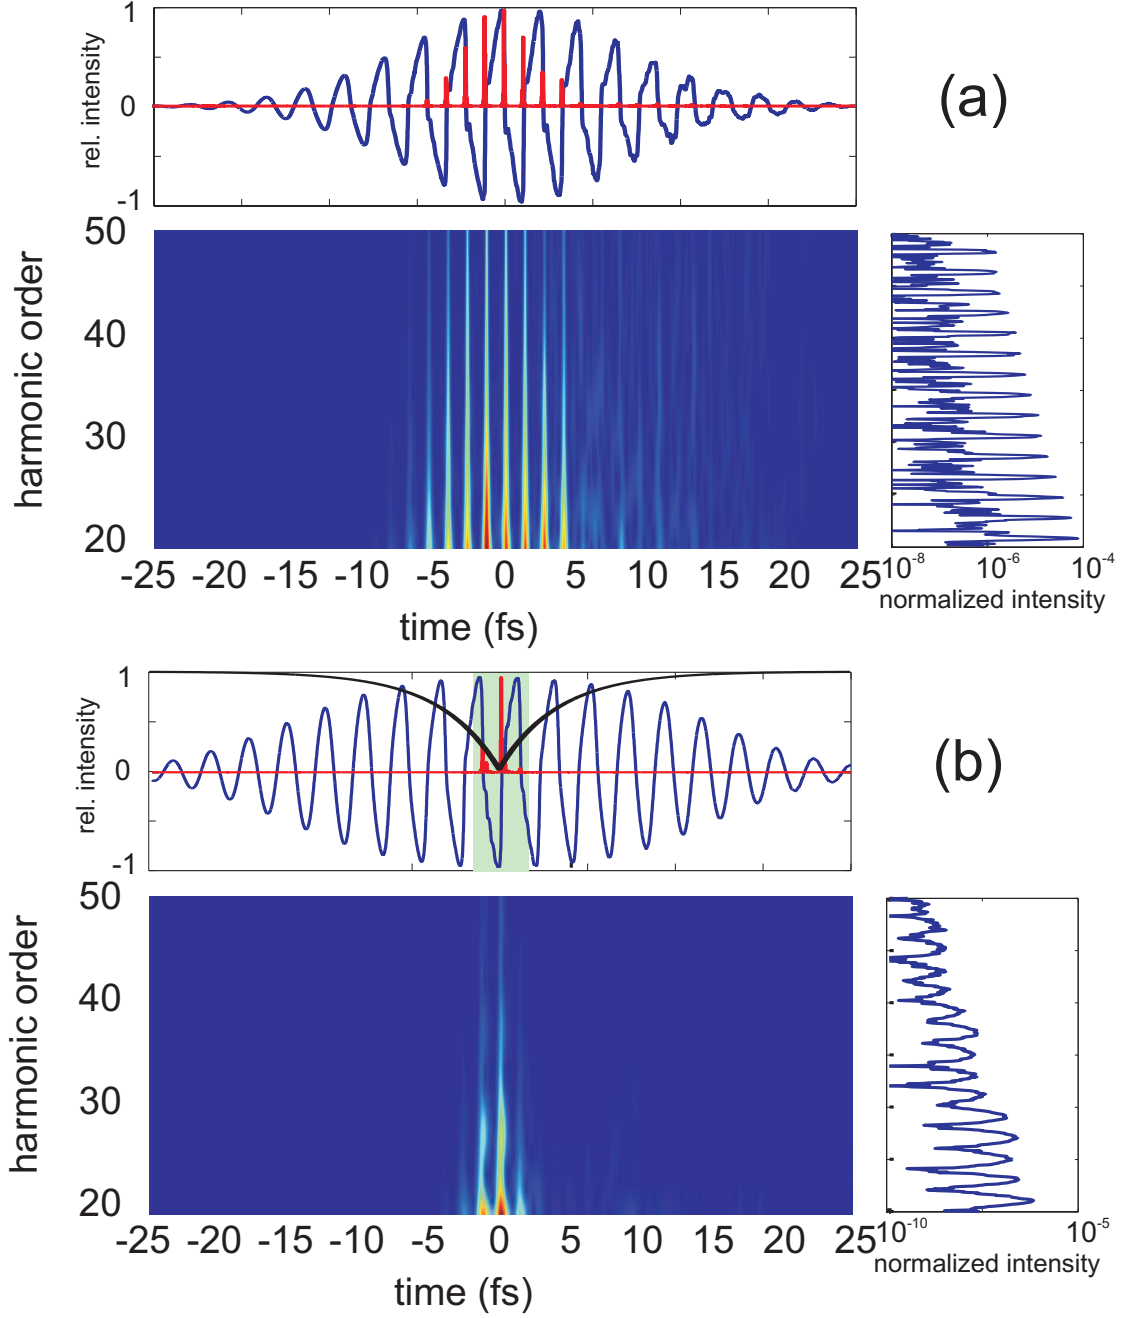 1
0
-1
rel. intensity
(a)
50
40
30
20
harmonic order
-25 -20 -15 -10 -5 0 5 10 15 20 25
time (fs)
10-8 10-6 10-4
normalized intensity
1
0
-1
rel. intensity
(b)
50
40
30
20
harmonic order
-25 -20 -15 -10 -5 0 5 10 15 20 25
time (fs)
10-10 10-5
normalized intensity